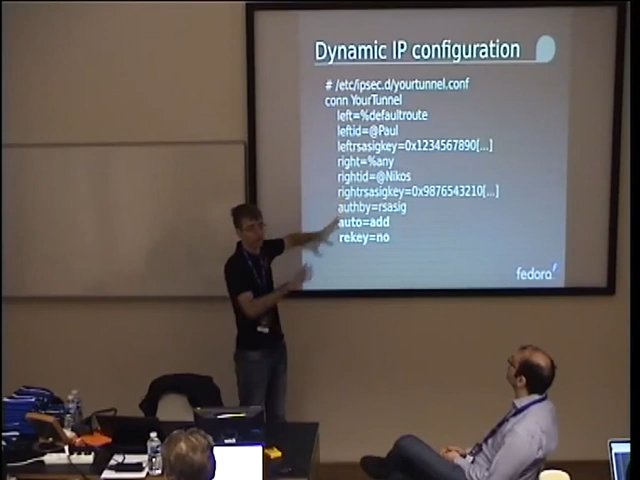 Dynamic IP configuration
# /etc/ipsec.d/yourtunnel.conf
conn YourTunnel
left=%defaultroute
leftid=@Paul
leftrsasigkey=0x1234567890[...]
right=%any
rightid=@Nikos
rightrsasigkey=0x9876543210[...]
authby=rsasig
auto=add
rekey=no
fedora